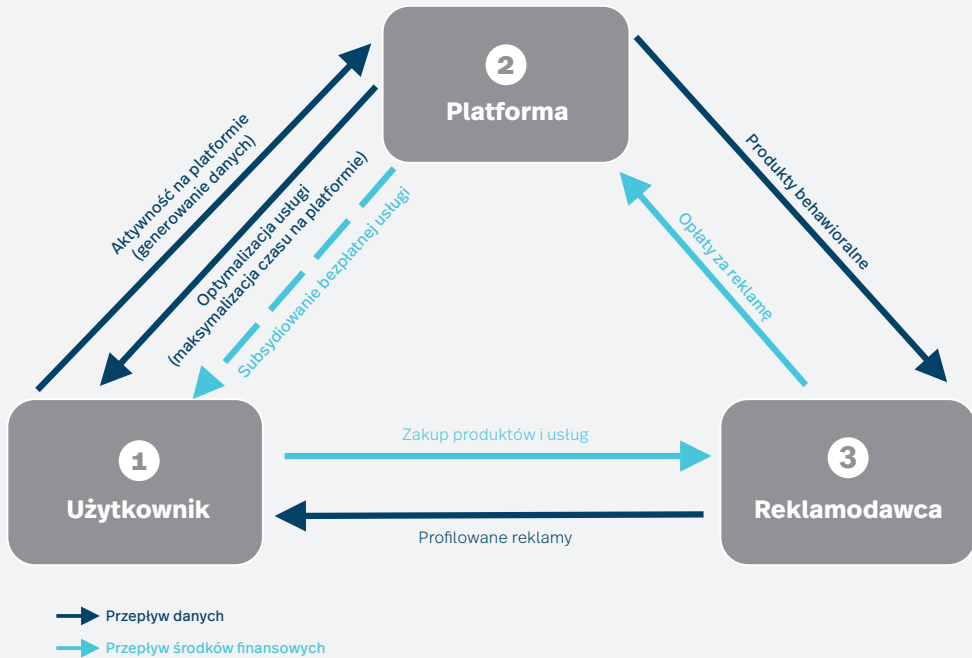 2
Platforma
Aktywność na platformie
(generowanie danych)
Optymalizacja usługi
(maksymalizacja czasu na platformie)
Subsydiowanie bezpłatnej usługi
Produkty behawioralne
Opłaty za reklamę
1
Użytkownik
Zakup produktów i usług
Profilowane reklamy
3
Reklamodawca
Przepływ danych
Przepływ środków finansowych